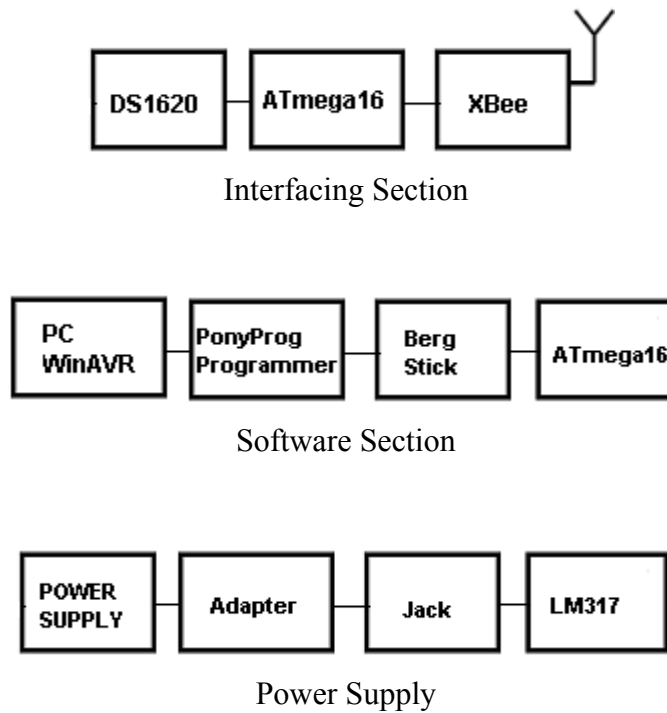 DS1620
ATmega16
XBee
Interfacing Section
PC
WinAVR
PonyProg
Programmer
Berg
Stick
ATmega16
Software Section
POWER
SUPPLY
Adapter
Jack
LM317
Power Supply